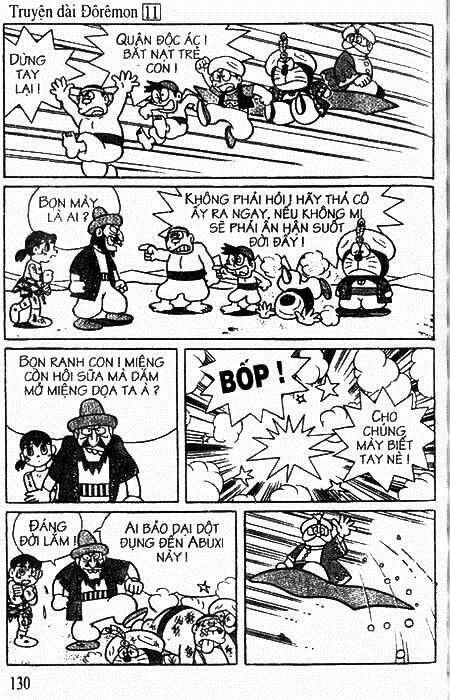 Truyện dài Đôrêmon 11
DỪNG
TAY
LẠI !
QUÂN ĐỘC ÁC !
BẮT NẠT TRẺ
CON !
BỌN MÀY
LÀ AI ?
KHÔNG PHẢI HỎI ! HÃY THẢ CÔ
ẤY RA NGAY, NẾU KHÔNG MI
SẼ PHẢI ÂN HẬN SUỐT
ĐỜI ĐẤY !
BỌN RANH CON ! MIỆNG
CÒN HÔI SỮA MÀ DÁM
MỞ MIỆNG DỌA TA À ?
BỐP !
CHO
CHÚNG
MÀY BIẾT
TAY NÈ !
ĐÁNG
ĐỜI LẮM !
AI BẢO DẠI DỘT
ĐỤNG ĐẾN ABUXI
NÀY !
130